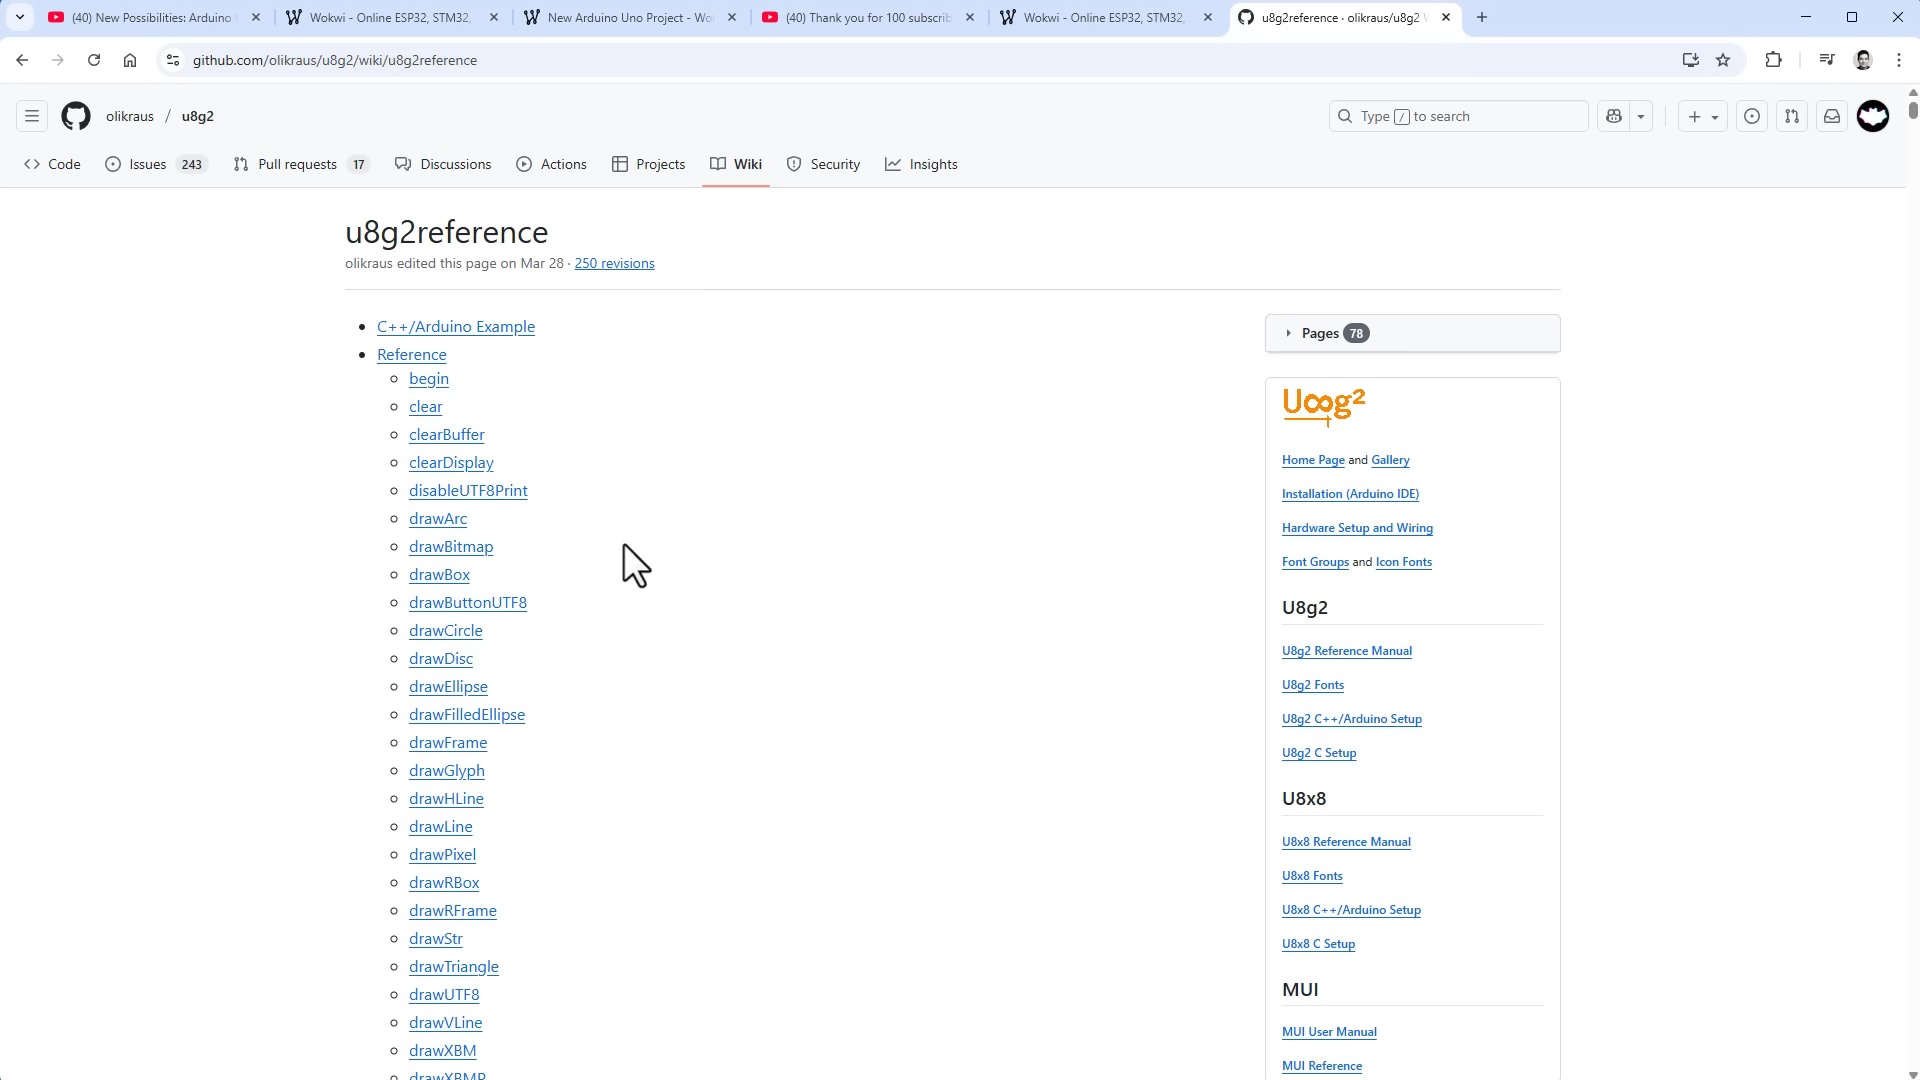 (40) New Possibilities: Arduino
Wokwi - Online ESP32, STM32,
New Arduino Uno Project - Wo
(40) Thank you for 100 subscrib
Wokwi - Online ESP32, STM32,
u8g2reference · olikraus/u8g2
github.com/olikraus/u8g2/wiki/u8g2reference
olikraus / u8g2
Type / to search
Code
Issues 243
Pull requests 17
Discussions
Actions
Projects
Wiki
Security
Insights
u8g2reference
olikraus edited this page on Mar 28 · 250 revisions
C++/Arduino Example
Reference
begin
clear
clearBuffer
clearDisplay
disableUTF8Print
drawArc
drawBitmap
drawBox
drawButtonUTF8
drawCircle
drawDisc
drawEllipse
drawFilledEllipse
drawFrame
drawGlyph
drawHLine
drawLine
drawPixel
drawRBox
drawRFrame
drawStr
drawTriangle
drawUTF8
drawVLine
drawXBM
drawXBMP
Pages 78
U8g2
Home Page and Gallery
Installation (Arduino IDE)
Hardware Setup and Wiring
Font Groups and Icon Fonts
U8g2
U8g2 Reference Manual
U8g2 Fonts
U8g2 C++/Arduino Setup
U8g2 C Setup
U8x8
U8x8 Reference Manual
U8x8 Fonts
U8x8 C++/Arduino Setup
U8x8 C Setup
MUI
MUI User Manual
MUI Reference